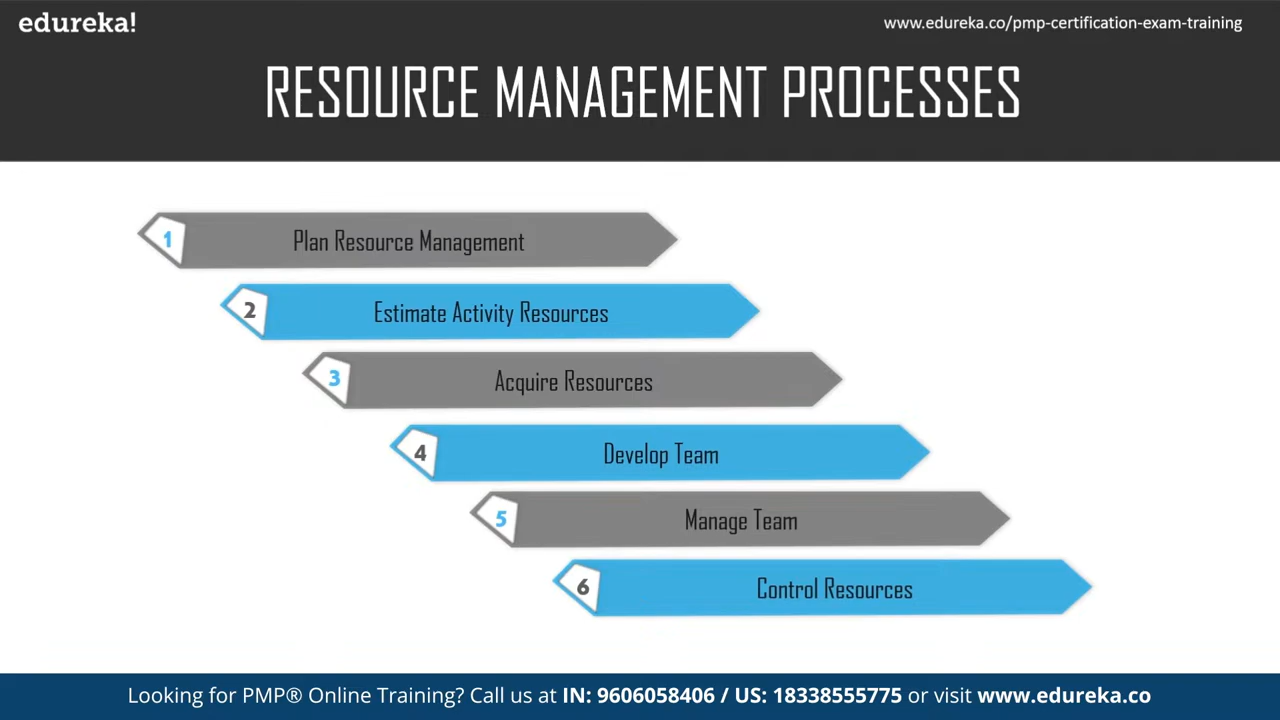 edureka!
www.edureka.co/pmp-certification-exam-training
RESOURCE MANAGEMENT PROCESSES
1 Plan Resource Management
2 Estimate Activity Resources
3 Acquire Resources
4 Develop Team
5 Manage Team
6 Control Resources
Looking for PMP® Online Training? Call us at IN: 9606058406 / US: 18338555775 or visit www.edureka.co